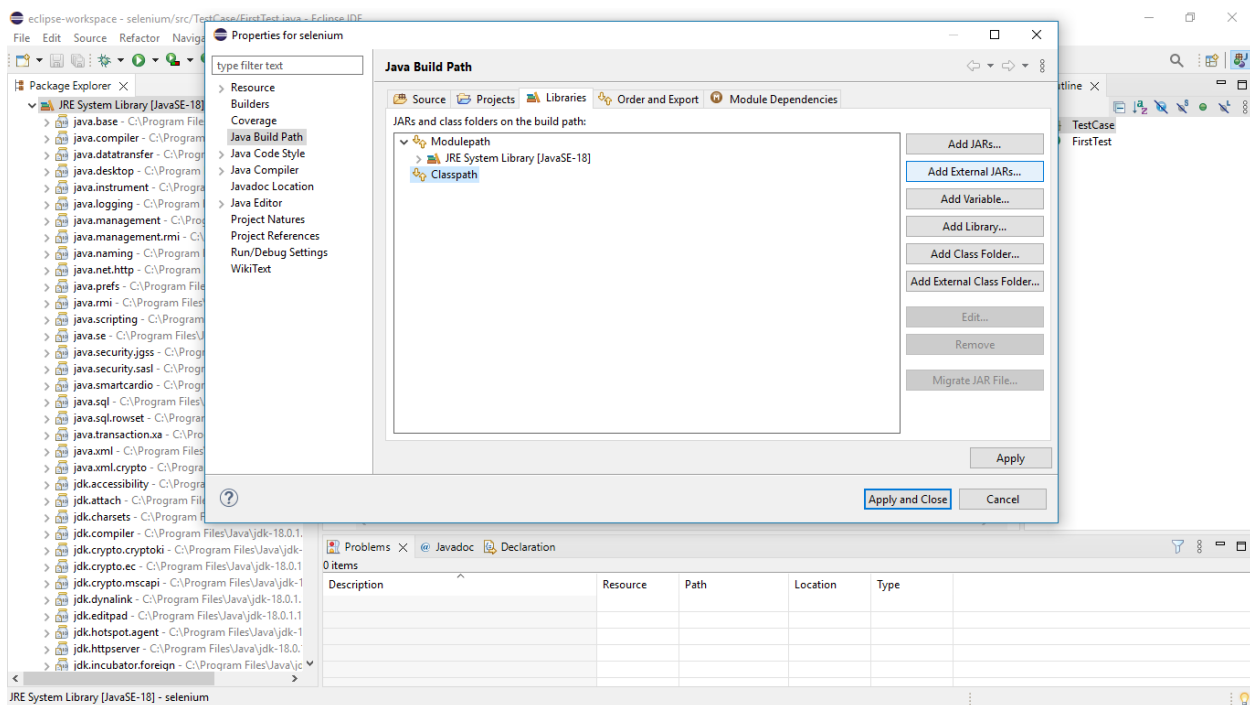 eclipse-workspace - selenium/src/TestCase/FirstTest.java - Eclipse IDE
File Edit Source Refactor Naviga
Package Explorer
JRE System Library [JavaSE-18]
java.base - C:\Program File
java.compiler - C:\Program
java.datatransfer - C:\Progr
java.desktop - C:\Program
java.instrument - C:\Progra
java.logging - C:\Program
java.management - C:\Prog
java.management.rmi - C:\
java.naming - C:\Program
java.net.http - C:\Program
java.prefs - C:\Program File
java.rmi - C:\Program Files
java.scripting - C:\Program
java.se - C:\Program Files\J
java.security.jgss - C:\Progr
java.security.sasl - C:\Progr
java.smartcardio - C:\Progr
java.sql - C:\Program Files\
java.sql.rowset - C:\Program
java.transaction.xa - C:\Pro
java.xml - C:\Program Files
java.xml.crypto - C:\Progra
jdk.accessibility - C:\Progra
jdk.attach - C:\Program File
jdk.charsets - C:\Program F
jdk.compiler - C:\Program Files\Java\jdk-18.0.1.
jdk.crypto.cryptoki - C:\Program Files\Java\jdk-
jdk.crypto.ec - C:\Program Files\Java\jdk-18.0.1
jdk.crypto.mscapi - C:\Program Files\Java\jdk-1
jdk.dynalink - C:\Program Files\Java\jdk-18.0.1.
jdk.editpad - C:\Program Files\Java\jdk-18.0.1.1
jdk.hotspot.agent - C:\Program Files\Java\jdk-1
jdk.httpserver - C:\Program Files\Java\jdk-18.0.
jdk.incubator.foreign - C:\Program Files\Java\jc
JRE System Library [JavaSE-18] - selenium
Properties for selenium
type filter text
Resource
Builders
Coverage
Java Build Path
Java Code Style
Java Compiler
Javadoc Location
Java Editor
Project Natures
Project References
Run/Debug Settings
WikiText
Java Build Path
Source Projects Libraries Order and Export Module Dependencies
JARs and class folders on the build path:
Modulepath
JRE System Library [JavaSE-18]
Classpath
Add JARs...
Add External JARs...
Add Variable...
Add Library...
Add Class Folder...
Add External Class Folder...
Edit...
Remove
Migrate JAR File...
Apply
Apply and Close Cancel
utline
TestCase
FirstTest
Problems @ Javadoc Declaration
0 items
Description Resource Path Location Type